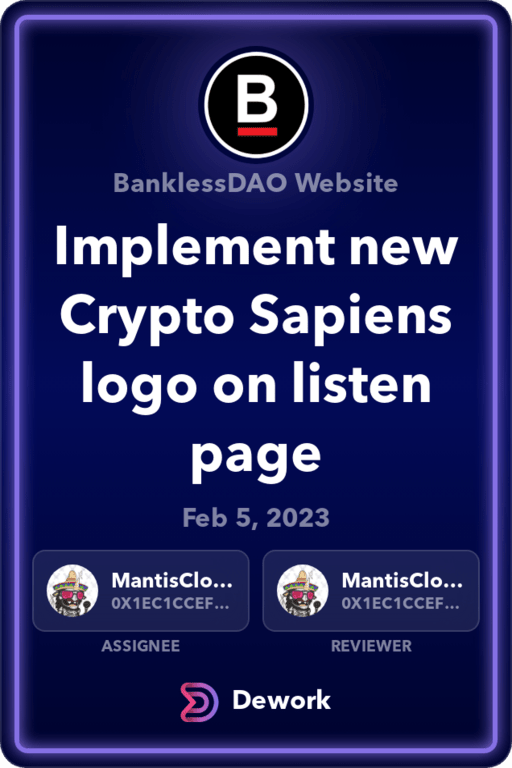 B
BanklessDAO Website
Implement new
Crypto Sapiens
logo on listen
page
Feb 5, 2023
MantisClo... MantisClo...
0X1EC1CCEF... 0X1EC1CCEF...
ASSIGNEE REVIEWER
Dework